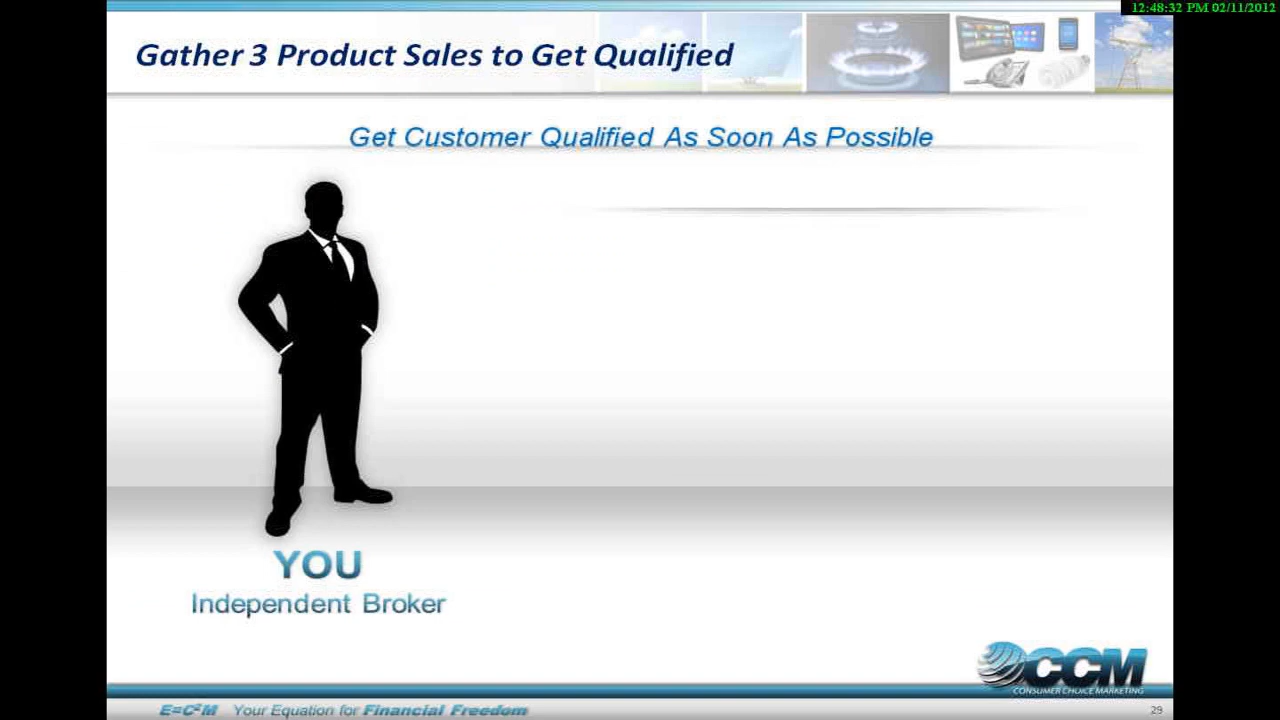 12:48:32 PM 02/11/2012
Gather 3 Product Sales to Get Qualified
Get Customer Qualified As Soon As Possible
YOU
Independent Broker
CCM
CONSUMER CHOICE MARKETING
E=C²M Your Equation for Financial Freedom
29